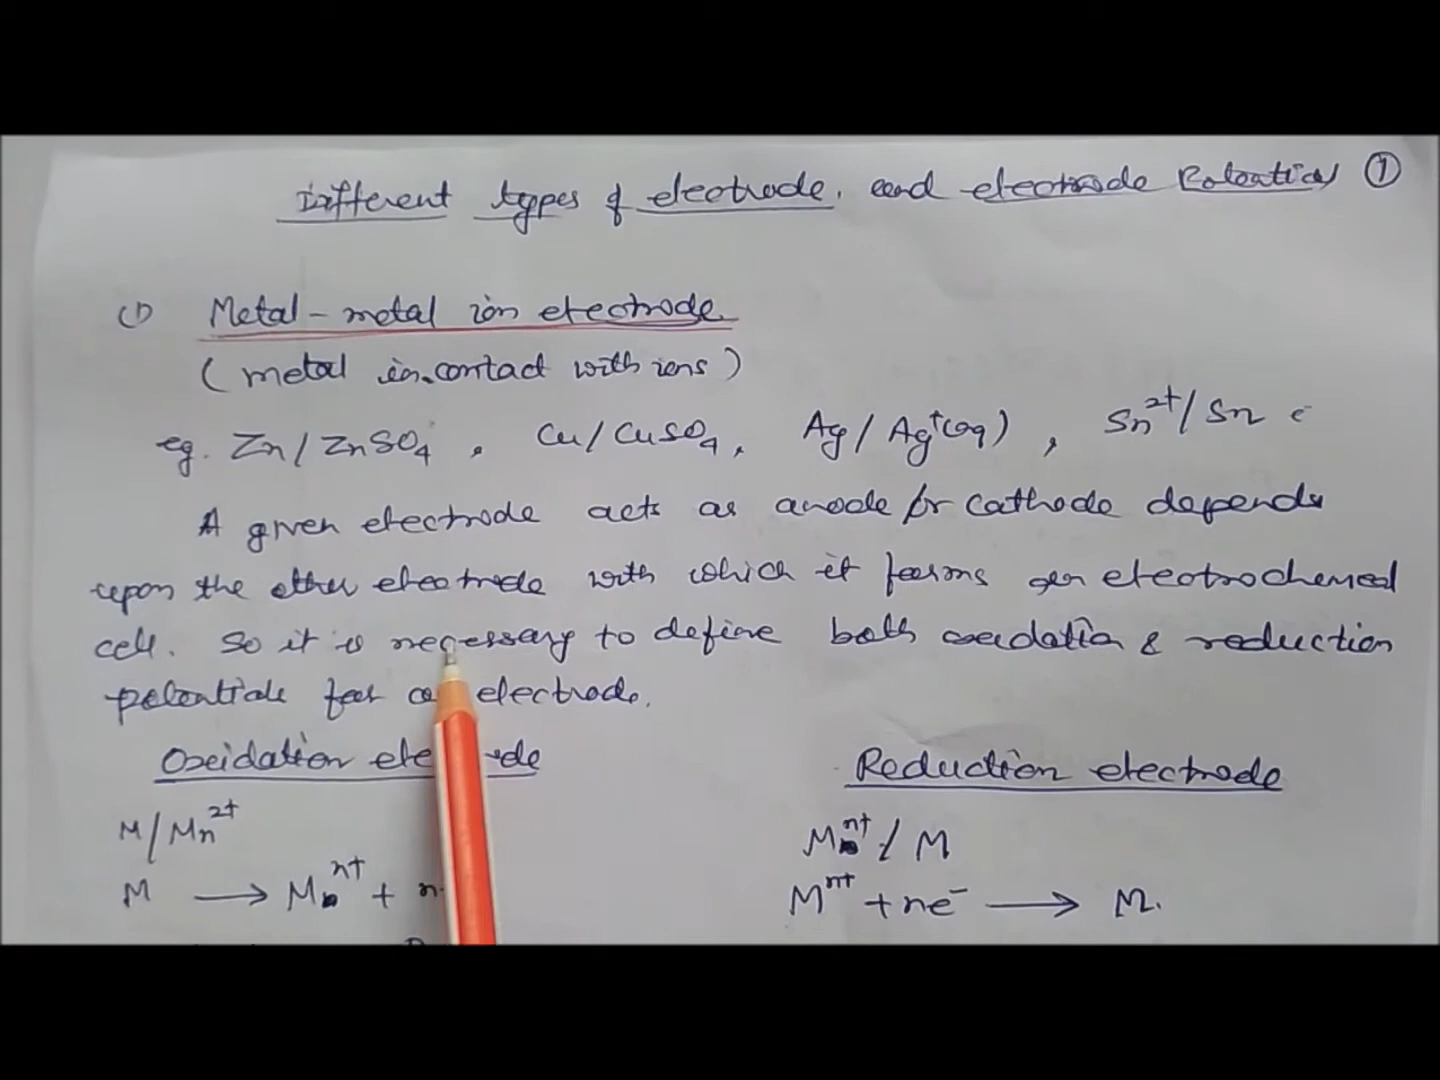 Different types of electrode. and electrode Potential ①
(1) Metal - metal ion electrode
(metal in contact with ions)
eg. Zn/ZnSO₄, Cu/CuSO₄, Ag/Ag⁺(aq), Sn²⁺/Sn
A given electrode acts as anode or cathode depends
upon the other electrode with which it forms an electrochemical
cell. So it is necessary to define both oxidation & reduction
potentials for electrode.
Oxidation Reduction electrode
M/Mn²⁺ Mⁿ⁺/M
M → Mⁿ⁺ + n Mⁿ⁺ + ne⁻ → M.